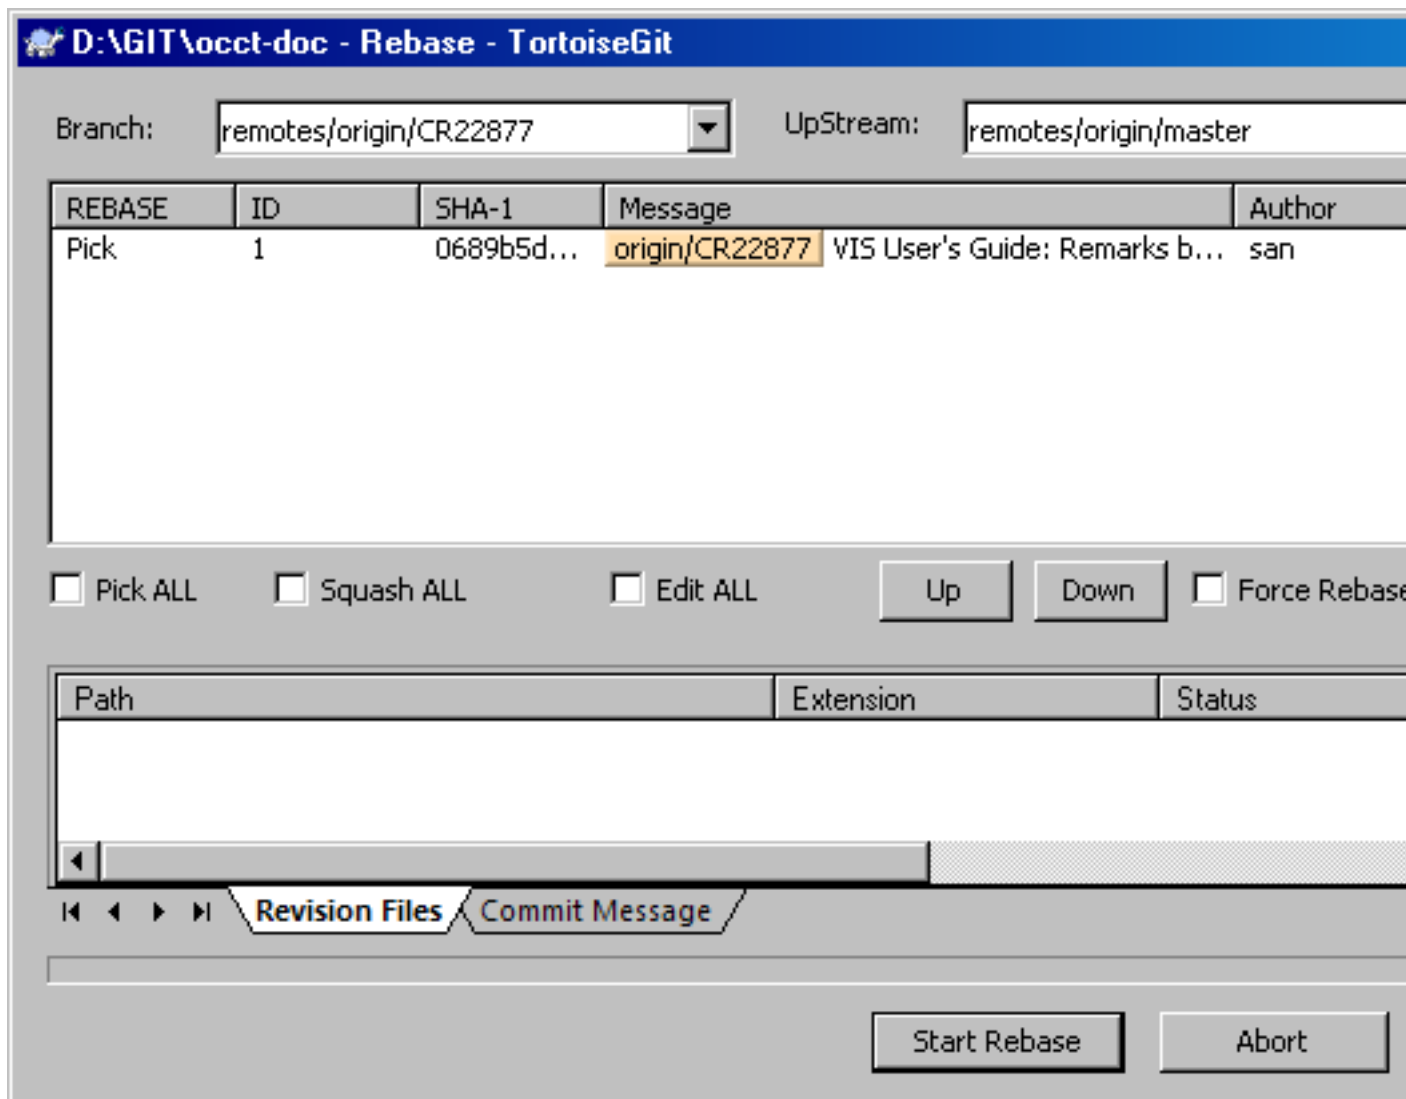 D:\GIT\occt-doc - Rebase - TortoiseGit
Branch: remotes/origin/CR22877 UpStream: remotes/origin/master
REBASE ID SHA-1 Message Author
Pick 1 0689b5d... origin/CR22877 VIS User's Guide: Remarks b... san
Pick ALL Squash ALL Edit ALL Up Down Force Rebase
Path Extension Status
Revision Files Commit Message
Start Rebase Abort